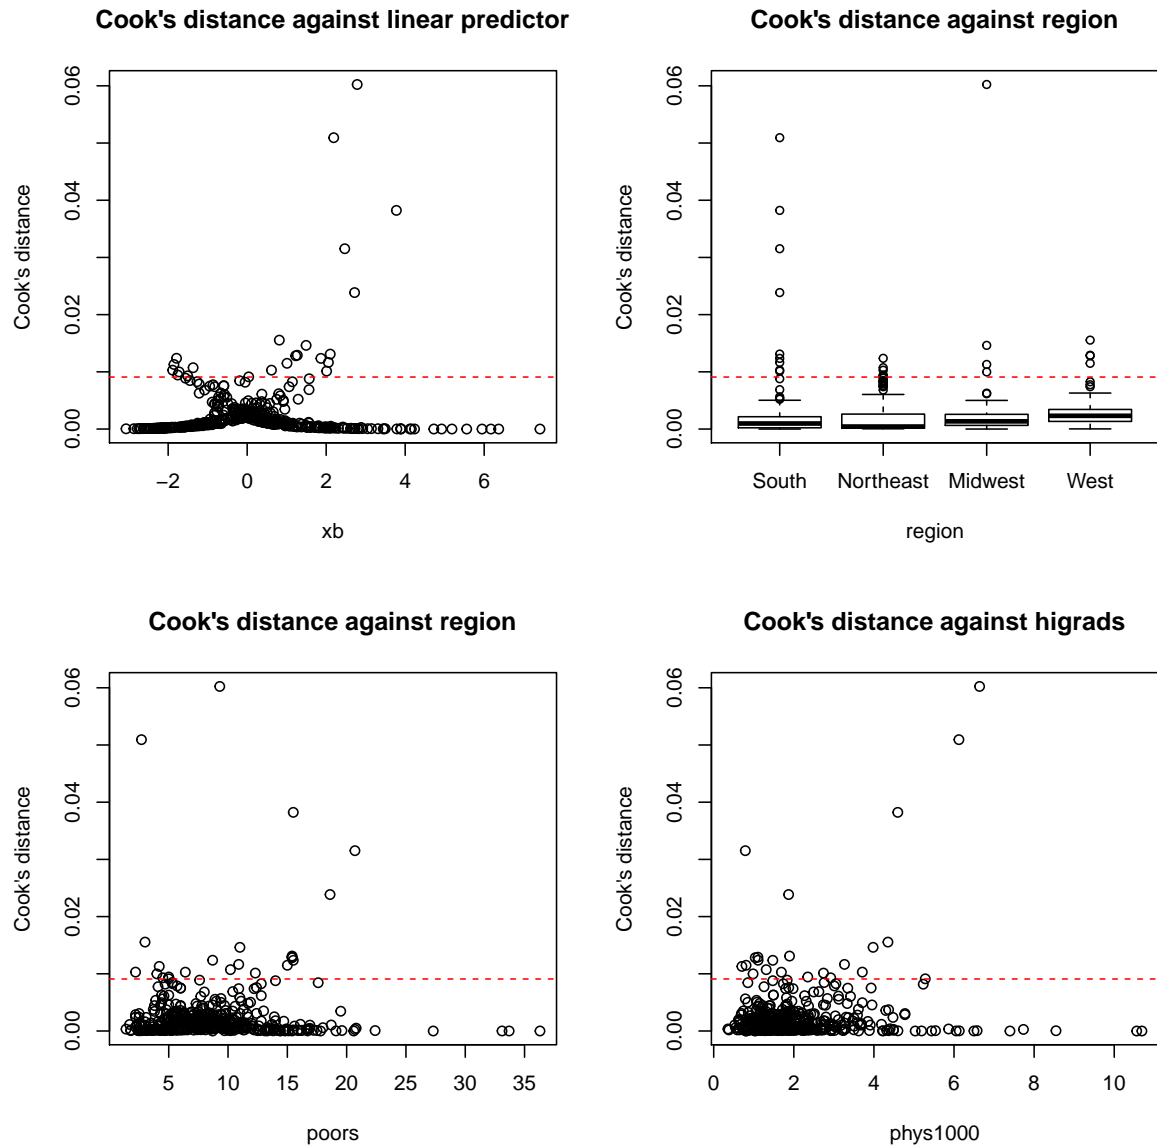 Cook's distance against linear predictor
Cook's distance
0.00 0.02 0.04 0.06
−2 0 2 4 6
xb
Cook's distance against region
Cook's distance
0.00 0.02 0.04 0.06
South Northeast Midwest West
region
Cook's distance against region
Cook's distance
0.00 0.02 0.04 0.06
5 10 15 20 25 30 35
poors
Cook's distance against higrads
Cook's distance
0.00 0.02 0.04 0.06
0 2 4 6 8 10
phys1000